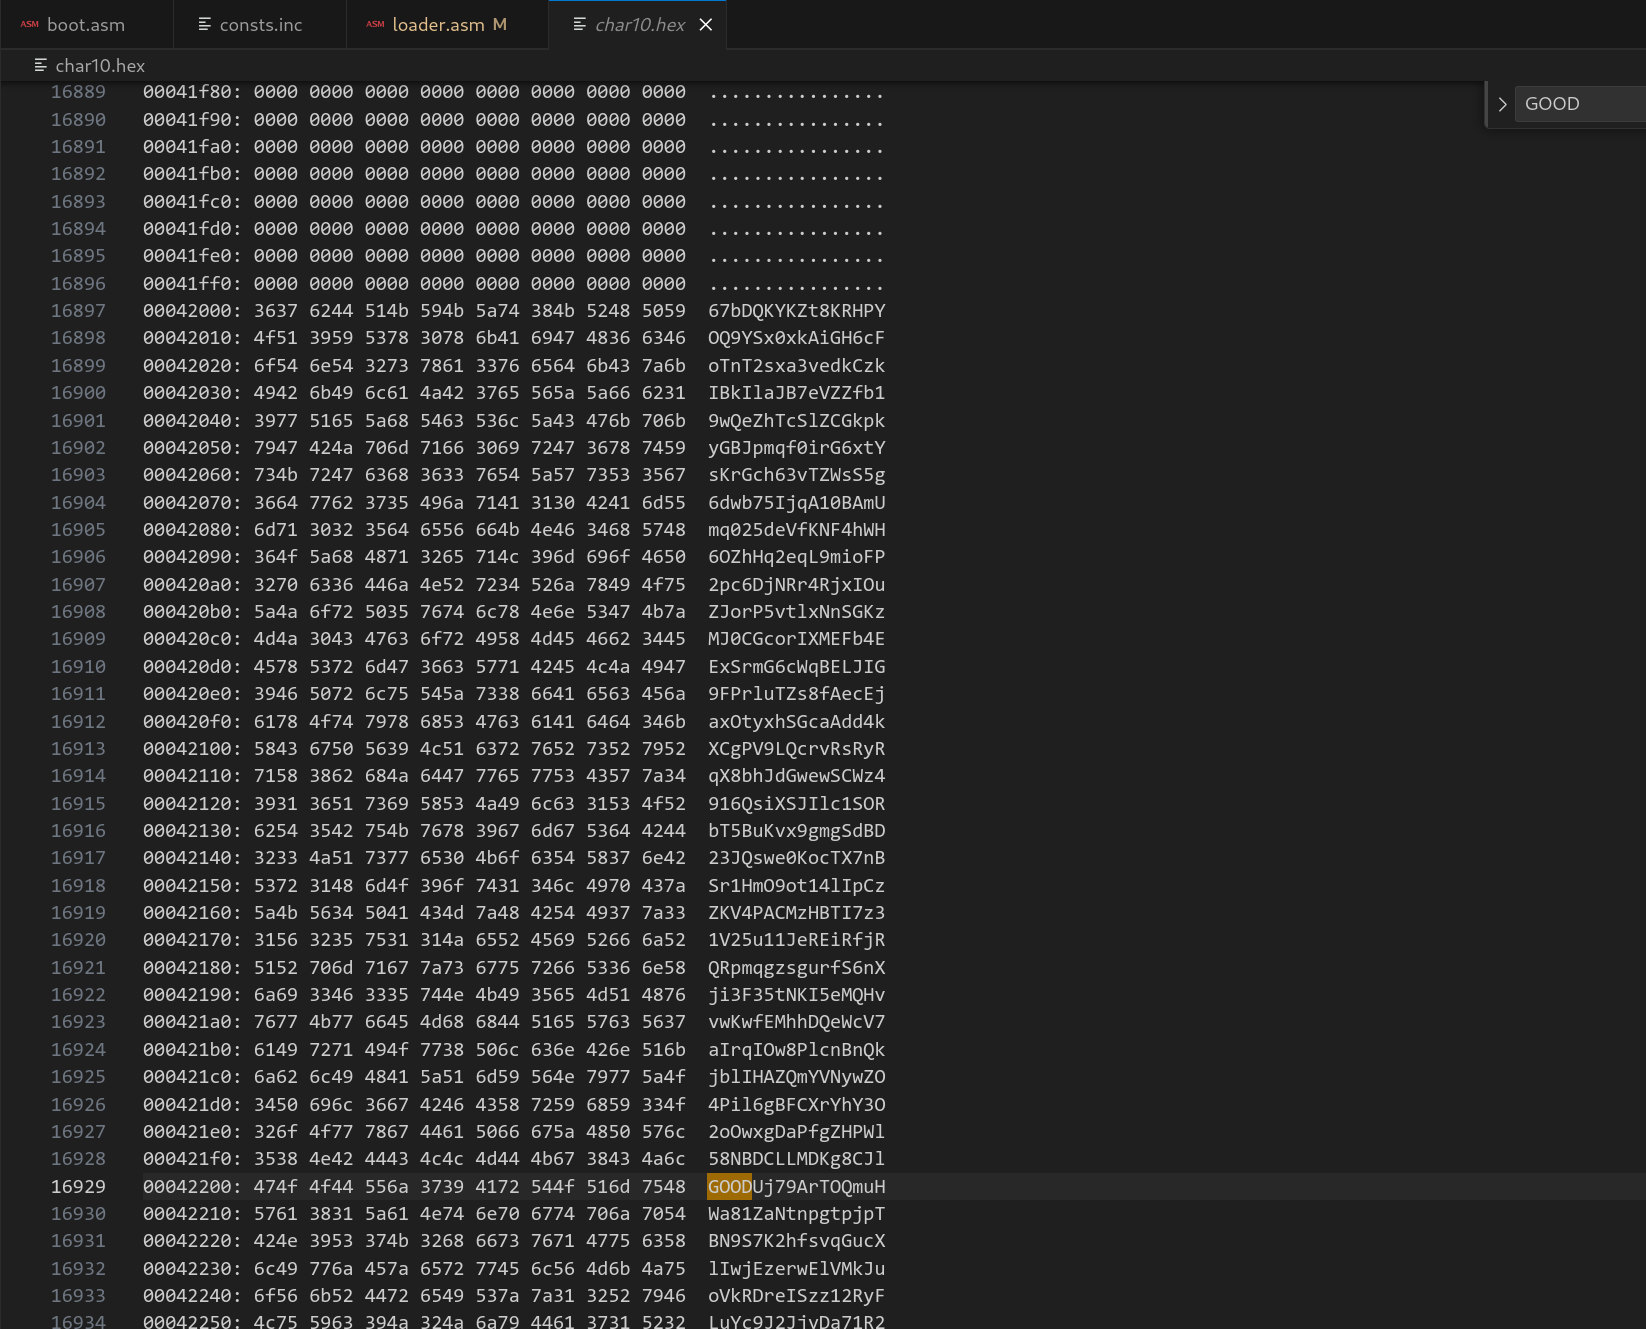 ASM boot.asm
consts.inc
ASM loader.asm M
char10.hex
char10.hex
GOOD
16889 00041f80: 0000 0000 0000 0000 0000 0000 0000 0000 ................
16890 00041f90: 0000 0000 0000 0000 0000 0000 0000 0000 ................
16891 00041fa0: 0000 0000 0000 0000 0000 0000 0000 0000 ................
16892 00041fb0: 0000 0000 0000 0000 0000 0000 0000 0000 ................
16893 00041fc0: 0000 0000 0000 0000 0000 0000 0000 0000 ................
16894 00041fd0: 0000 0000 0000 0000 0000 0000 0000 0000 ................
16895 00041fe0: 0000 0000 0000 0000 0000 0000 0000 0000 ................
16896 00041ff0: 0000 0000 0000 0000 0000 0000 0000 0000 ................
16897 00042000: 3637 6244 514b 594b 5a74 384b 5248 5059 67bDQKYKZt8KRHPY
16898 00042010: 4f51 3959 5378 3078 6b41 6947 4836 6346 OQ9YSx0xkAiGH6cF
16899 00042020: 6f54 6e54 3273 7861 3376 6564 6b43 7a6b oTnT2sxa3vedkCzk
16900 00042030: 4942 6b49 6c61 4a42 3765 565a 5a66 6231 IBkIlaJB7eVZZfb1
16901 00042040: 3977 5165 5a68 5463 536c 5a43 476b 706b 9wQeZhTcSlZCGkpk
16902 00042050: 7947 424a 706d 7166 3069 7247 3678 7459 yGBJpmqf0irG6xtY
16903 00042060: 734b 7247 6368 3633 7654 5a57 7353 3567 sKrGch63vTZWsS5g
16904 00042070: 3664 7762 3735 496a 7141 3130 4241 6d55 6dwb75IjqA10BAmU
16905 00042080: 6d71 3032 3564 6556 664b 4e46 3468 5748 mq025deVfKNF4hWH
16906 00042090: 364f 5a68 4871 3265 714c 396d 696f 4650 6OZhHq2eqL9mioFP
16907 000420a0: 3270 6336 446a 4e52 7234 526a 7849 4f75 2pc6DjNRr4RjxIOu
16908 000420b0: 5a4a 6f72 5035 7674 6c78 4e6e 5347 4b7a ZJorP5vtlxNnSGKz
16909 000420c0: 4d4a 3043 4763 6f72 4958 4d45 4662 3445 MJ0CGcorIXMEFb4E
16910 000420d0: 4578 5372 6d47 3663 5771 4245 4c4a 4947 ExSrmG6cWqBELJIG
16911 000420e0: 3946 5072 6c75 545a 7338 6641 6563 456a 9FPrluTZs8fAecEj
16912 000420f0: 6178 4f74 7978 6853 4763 6141 6464 346b axOtyxhSGcaAdd4k
16913 00042100: 5843 6750 5639 4c51 6372 7652 7352 7952 XCgPV9LQcrvRsRyR
16914 00042110: 7158 3862 684a 6447 7765 7753 4357 7a34 qX8bhJdGwewSCWz4
16915 00042120: 3931 3651 7369 5853 4a49 6c63 3153 4f52 916QsiXSJIlc1SOR
16916 00042130: 6254 3542 754b 7678 3967 6d67 5364 4244 bT5BuKvx9gmgSdBD
16917 00042140: 3233 4a51 7377 6530 4b6f 6354 5837 6e42 23JQswe0KocTX7nB
16918 00042150: 5372 3148 6d4f 396f 7431 346c 4970 437a Sr1HmO9ot14lIpCz
16919 00042160: 5a4b 5634 5041 434d 7a48 4254 4937 7a33 ZKV4PACMzHBTI7z3
16920 00042170: 3156 3235 7531 314a 6552 4569 5266 6a52 1V25u11JeREiRfjR
16921 00042180: 5152 706d 7167 7a73 6775 7266 5336 6e58 QRpmqgzsgurfS6nX
16922 00042190: 6a69 3346 3335 744e 4b49 3565 4d51 4876 ji3F35tNKI5eMQHv
16923 000421a0: 7677 4b77 6645 4d68 6844 5165 5763 5637 vwKwfEMhhDQeWcV7
16924 000421b0: 6149 7271 494f 7738 506c 636e 426e 516b aIrqIOw8PlcnBnQk
16925 000421c0: 6a62 6c49 4841 5a51 6d59 564e 7977 5a4f jblIHAZQmYVNywZO
16926 000421d0: 3450 696c 3667 4246 4358 7259 6859 334f 4Pil6gBFCXrYhY3O
16927 000421e0: 326f 4f77 7867 4461 5066 675a 4850 576c 2oOwxgDaPfgZHPWl
16928 000421f0: 3538 4e42 4443 4c4c 4d44 4b67 3843 4a6c 58NBDCLLMDKg8CJl
16929 00042200: 474f 4f44 556a 3739 4172 544f 516d 7548 GOODUj79ArTOQmuH
16930 00042210: 5761 3831 5a61 4e74 6e70 6774 706a 7054 Wa81ZaNtnpgtpjpT
16931 00042220: 424e 3953 374b 3268 6673 7671 4775 6358 BN9S7K2hfsvqGucX
16932 00042230: 6c49 776a 457a 6572 7745 6c56 4d6b 4a75 lIwjEzerwElVMkJu
16933 00042240: 6f56 6b52 4472 6549 537a 7a31 3252 7946 oVkRDreISzz12RyF
16934 00042250: 4c75 5963 394a 324a 6a79 4461 3731 5232 LuYc9J2JjyDa71R2